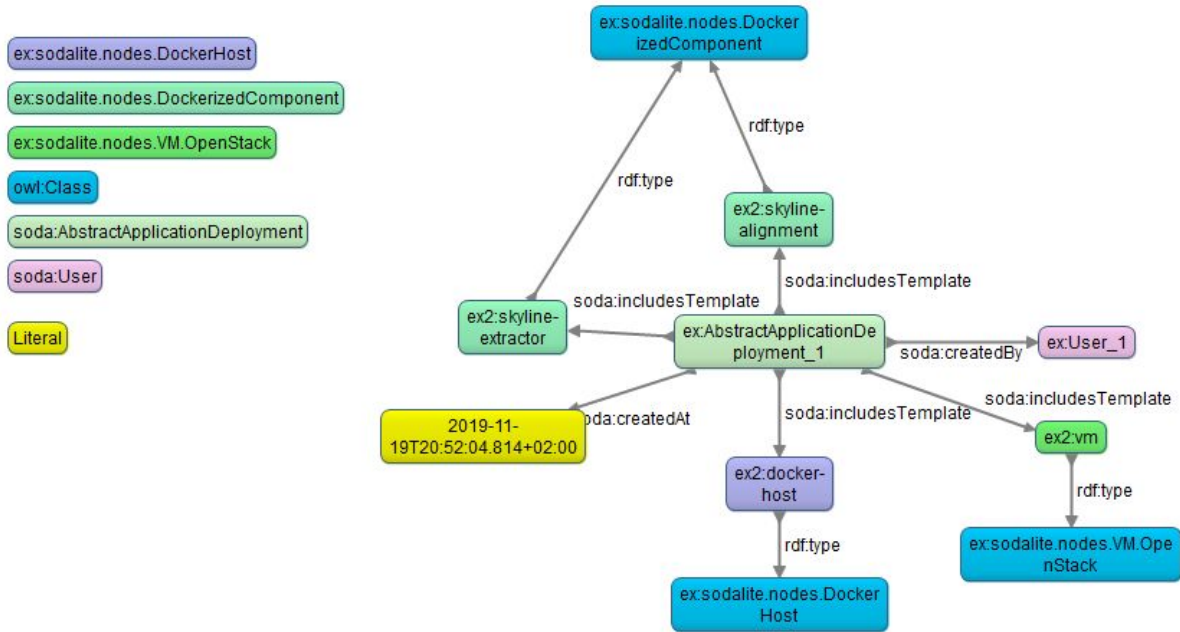 ex:sodalite.nodes.DockerHost
ex:sodalite.nodes.DockerizedComponent
ex:sodalite.nodes.VM.OpenStack
owl:Class
soda:AbstractApplicationDeployment
soda:User
Literal
ex:sodalite.nodes.Docker
izedComponent
rdf:type
rdf:type
ex2:skyline-
alignment
soda:includesTemplate
soda:includesTemplate
ex2:skyline-
extractor
ex:AbstractApplicationDe
ployment_1
soda:createdBy
ex:User_1
soda:includesTemplate
soda:includesTemplate
oda:createdAt
2019-11-
19T20:52:04.814+02:00
ex2:vm
ex2:docker-
host
rdf:type
rdf:type
ex:sodalite.nodes.VM.Ope
nStack
ex:sodalite.nodes.Docker
Host